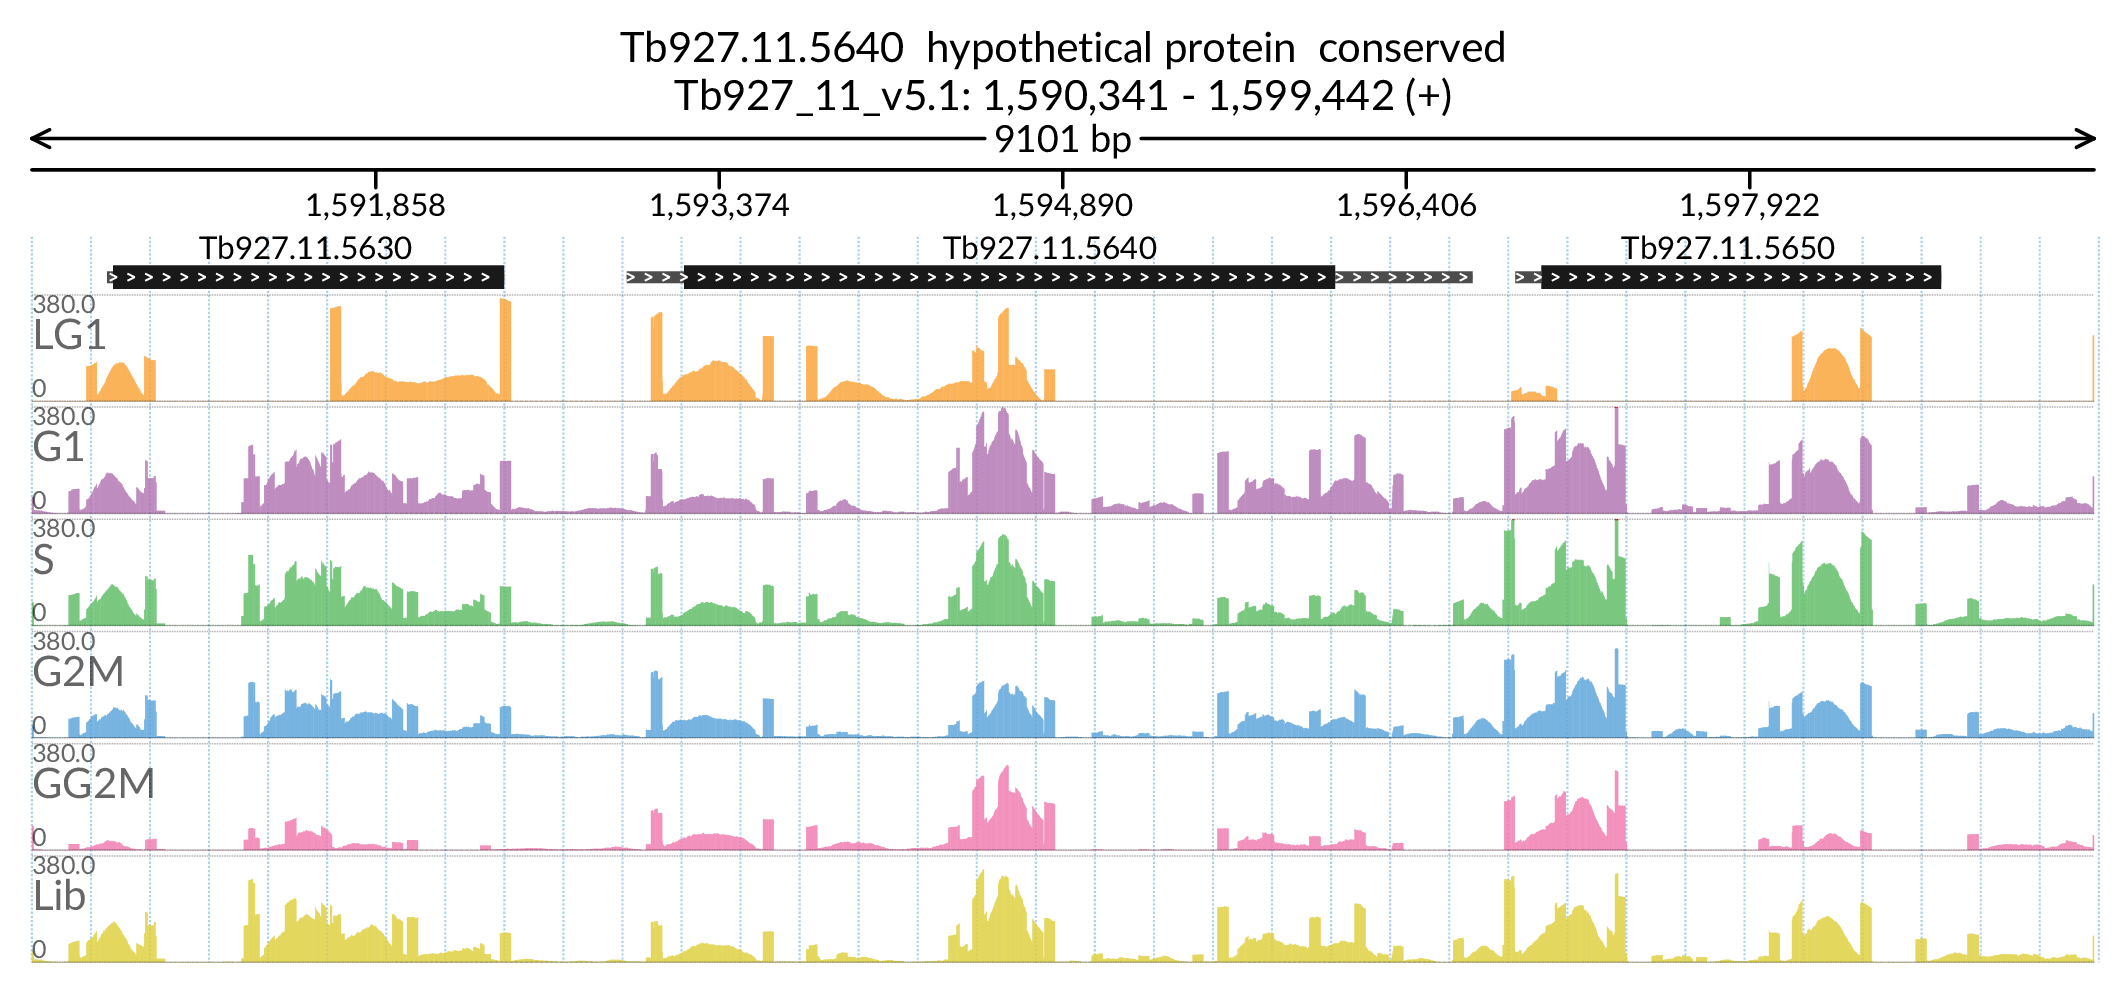 Tb927.11.5640  hypothetical protein  conserved
Tb927_11_v5.1: 1,590,341 - 1,599,442 (+)
9101 bp
1,591,858 1,593,374 1,594,890 1,596,406 1,597,922
Tb927.11.5630 Tb927.11.5640 Tb927.11.5650
380.0
LG1
0
380.0
G1
0
380.0
S
0
380.0
G2M
0
380.0
GG2M
0
380.0
Lib
0